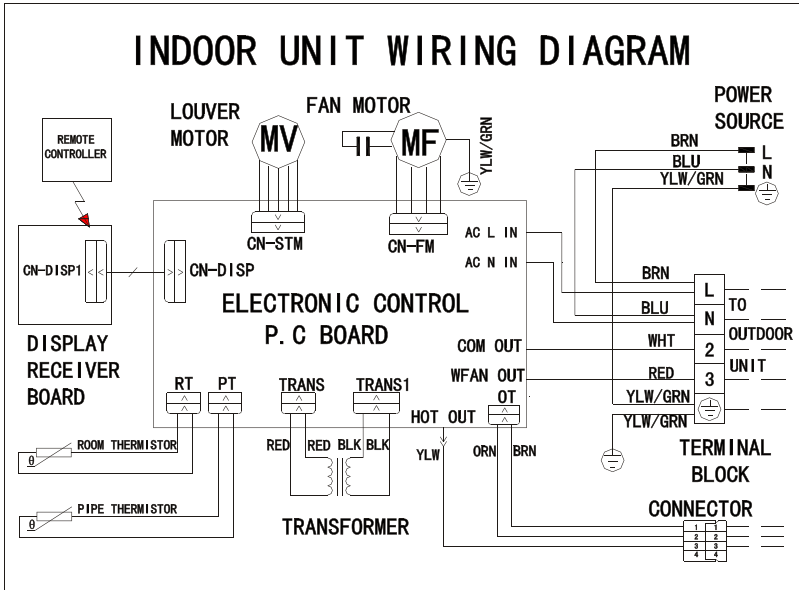 INDOOR UNIT WIRING DIAGRAM
LOUVER
MOTOR
MV
FAN MOTOR
MF
YLW/GRN
POWER
SOURCE
BRN
L
BLU
N
YLW/GRN
REMOTE
CONTROLLER
CN-STM
CN-FM
AC L IN
AC N IN
CN-DISP1
CN-DISP
DISPLAY
RECEIVER
BOARD
ELECTRONIC CONTROL
P.C BOARD
COM OUT
WFAN OUT
OT
HOT OUT
BRN
BLU
WHT
RED
YLW/GRN
YLW/GRN
L
N
2
3
TO
OUTDOOR
UNIT
TERMINAL
BLOCK
RT
PT
TRANS
TRANS1
RED
RED
BLK
BLK
YLW
ORN
BRN
ROOM THERMISTOR
θ
PIPE THERMISTOR
θ
TRANSFORMER
CONNECTOR
1 1
2 2
3 3
4 4